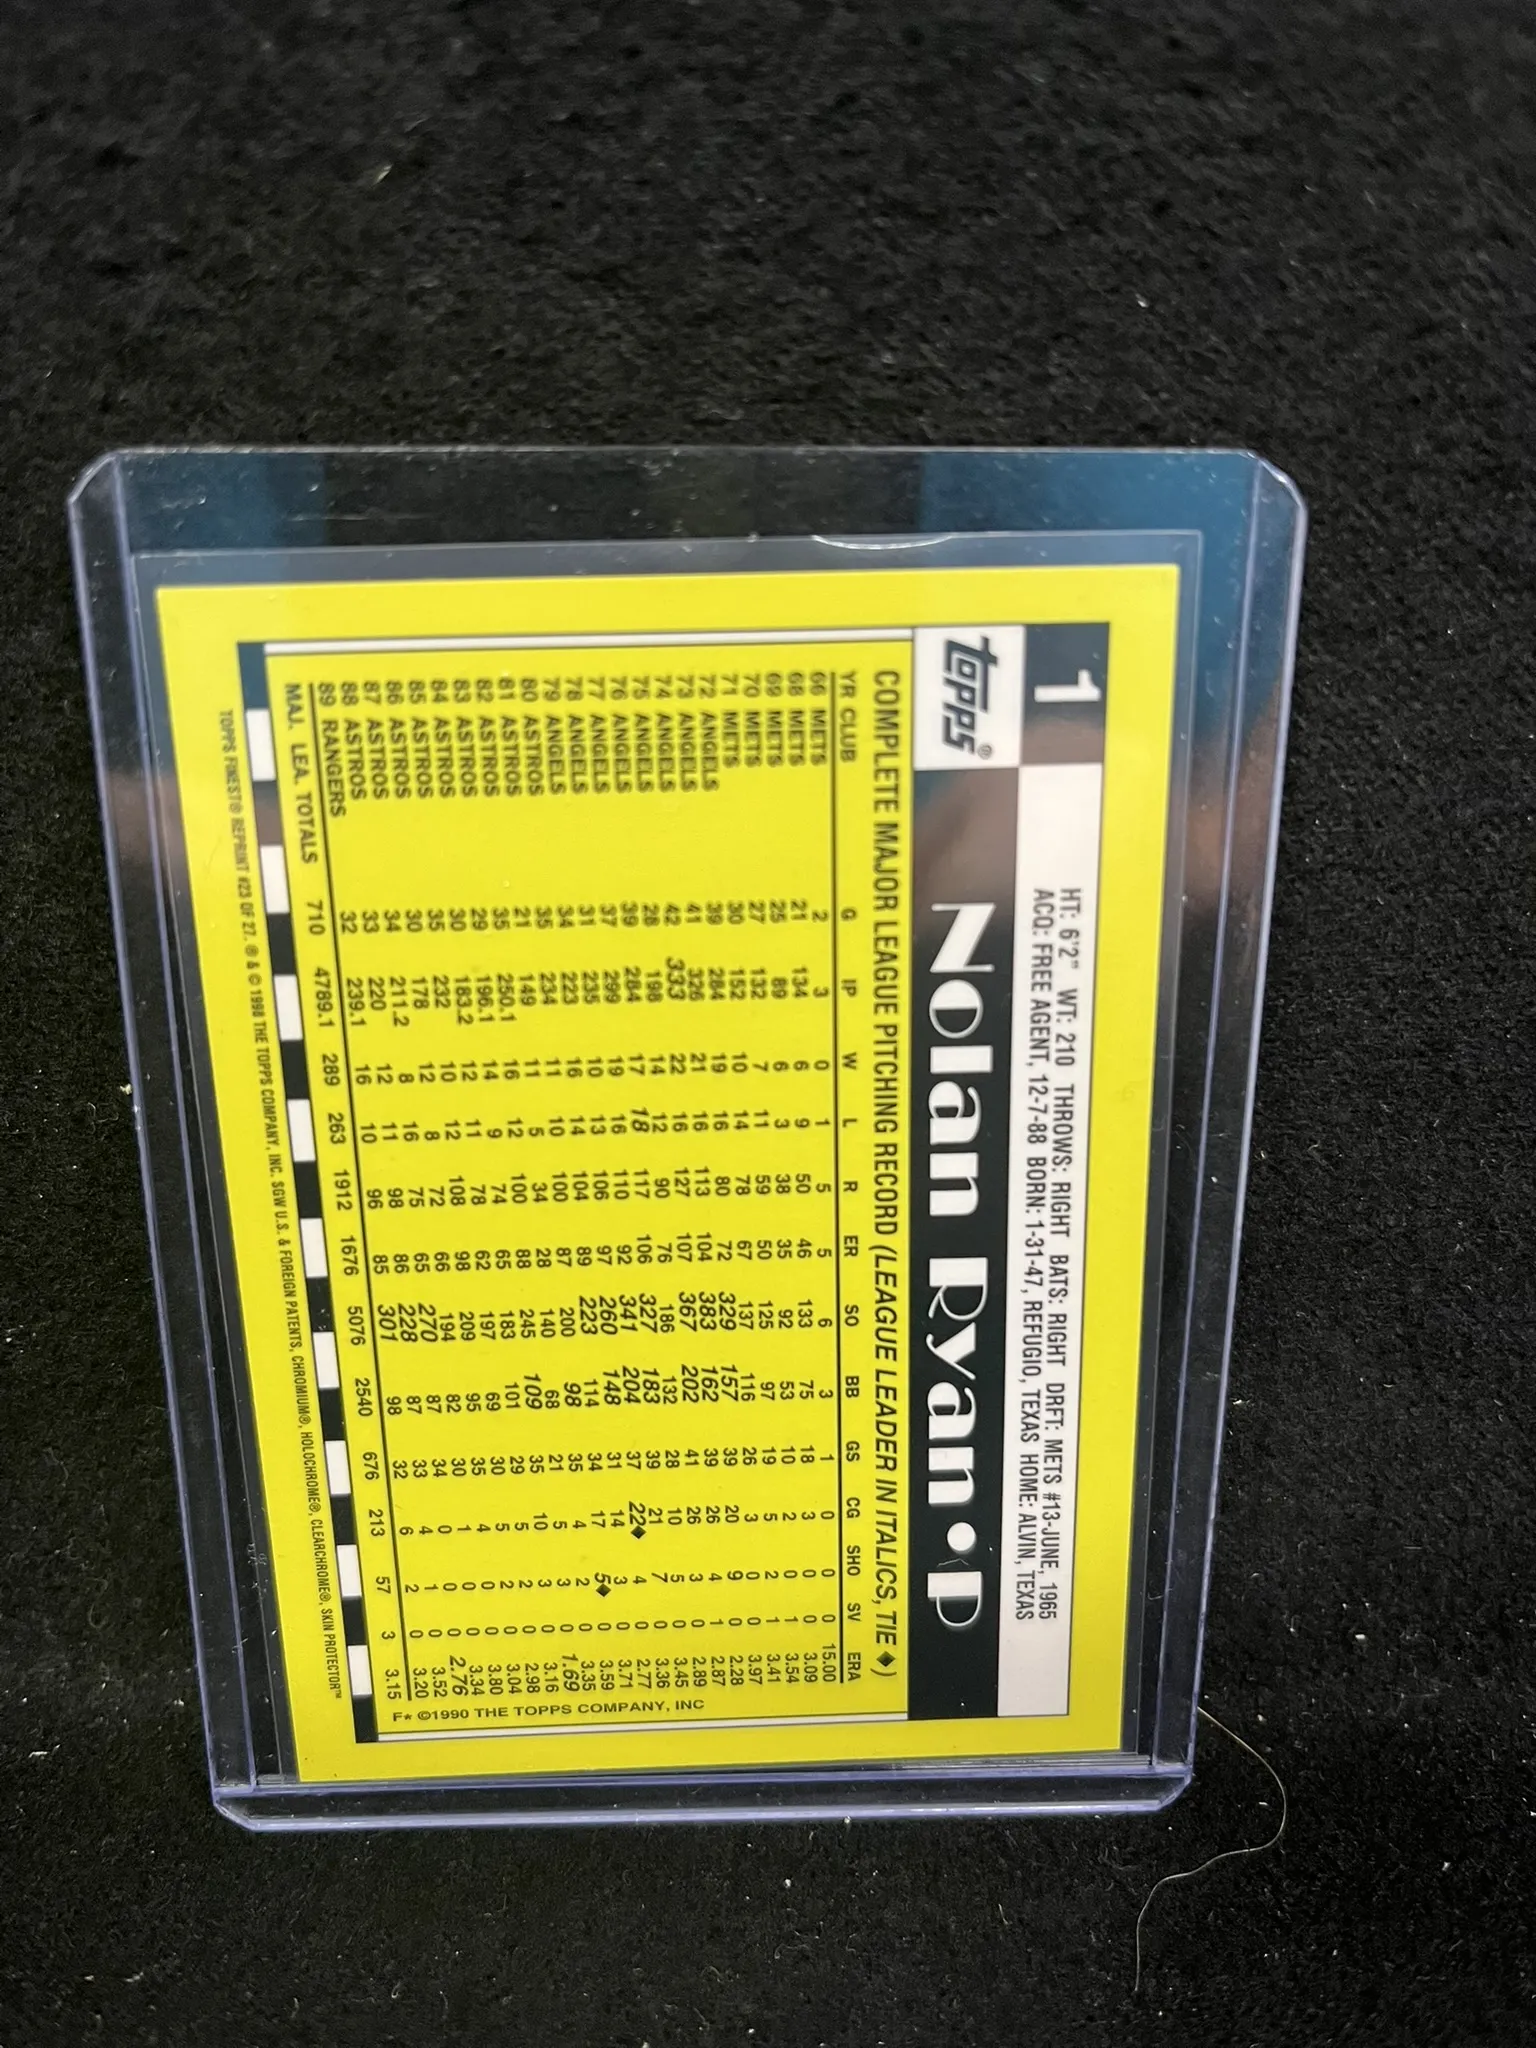 1
HT: 6'2" WT: 210 THROWS: RIGHT BATS: RIGHT DRFT: METS #13-JUNE, 1965
ACQ: FREE AGENT, 12-7-88 BORN: 1-31-47, REFUGIO, TEXAS HOME: ALVIN, TEXAS
Topps® Nolan Ryan • P
COMPLETE MAJOR LEAGUE PITCHING RECORD (LEAGUE LEADER IN ITALICS, TIE ♦)
YR CLUB G IP W L R ER SO BB GS CG SHO SV ERA
66 METS 2 3 0 1 5 5 6 3 1 0 0 0 15.00
68 METS 21 134 6 9 50 46 133 75 18 3 0 0 3.09
69 METS 25 89 6 3 38 35 92 53 10 2 0 1 3.54
70 METS 27 132 7 11 59 50 125 97 19 5 2 1 3.41
71 METS 30 152 10 14 78 67 137 116 26 3 0 0 3.97
72 ANGELS 39 284 19 16 80 72 329 157 39 20 9 0 2.28
73 ANGELS 41 326 21 16 113 104 383 162 39 26 4 1 2.87
74 ANGELS 42 333 22 16 127 107 367 202 41 26 3 0 2.89
75 ANGELS 28 198 14 12 90 76 186 132 28 10 5 0 3.45
76 ANGELS 39 284 17 18 117 106 327 183 39 21 7 0 3.36
77 ANGELS 37 299 19 16 110 92 341 204 37 22♦ 4 0 2.77
78 ANGELS 31 235 10 13 106 97 260 148 31 14 3 0 3.71
79 ANGELS 34 223 16 14 104 89 223 114 34 17 5♦ 0 3.59
80 ASTROS 35 234 11 10 100 87 200 98 35 4 2 0 3.35
81 ASTROS 21 149 11 5 34 28 140 68 21 5 3 0 1.69
82 ASTROS 35 250.1 16 12 100 88 245 109 35 10 3 0 3.16
83 ASTROS 29 196.1 14 9 74 65 183 101 29 5 2 0 2.98
84 ASTROS 30 183.2 12 11 78 62 197 69 30 5 2 0 3.04
85 ASTROS 35 232 10 12 108 98 209 95 35 4 0 0 3.80
86 ASTROS 30 178 12 8 72 66 194 82 30 1 0 0 3.34
87 ASTROS 34 211.2 8 16 75 65 270 87 34 0 0 0 2.76
88 ASTROS 33 220 12 11 98 86 228 87 33 4 1 0 3.52
89 RANGERS 32 239.1 16 10 96 85 301 98 32 6 2 0 3.20
MAJ. LEA. TOTALS 710 4789.1 289 263 1912 1676 5076 2540 676 213 57 3 3.15
F* ©1990 THE TOPPS COMPANY, INC
TOPPS FINEST® REPRINT #23 OF 27. ® & © 1998 THE TOPPS COMPANY, INC. SGW U.S. & FOREIGN PATENTS, CHROMIUM®, HOLOCHROME®, CLEARCHROME®, SKIN PROTECTOR™